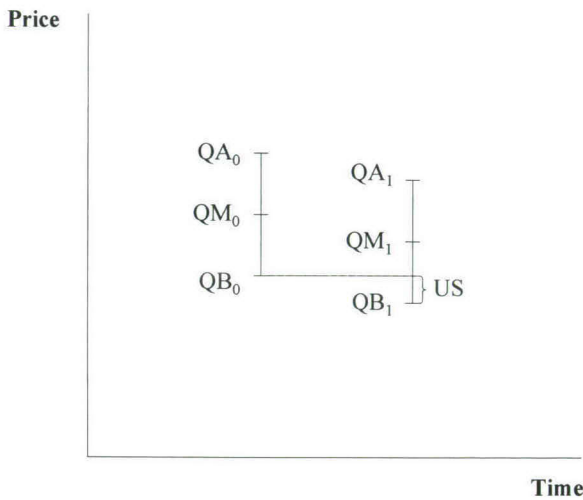 Price
QA₀
QA₁
QM₀
QM₁
QB₀
US
QB₁
Time